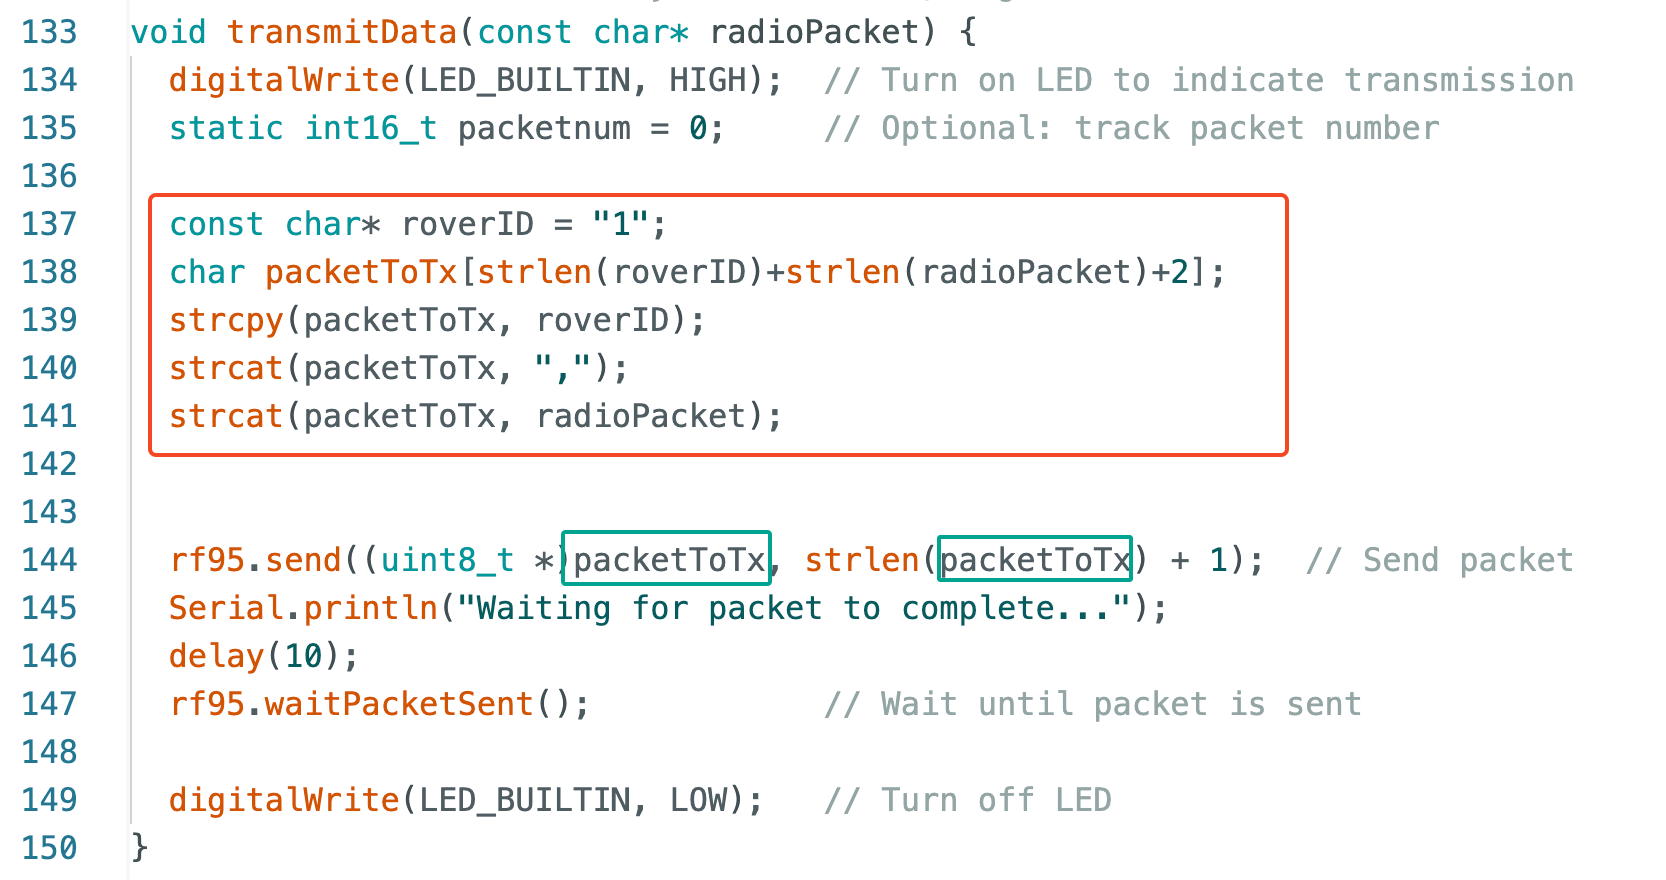 133 void transmitData(const char* radioPacket) {
134 digitalWrite(LED_BUILTIN, HIGH); // Turn on LED to indicate transmission
135 static int16_t packetnum = 0; // Optional: track packet number
136
137 const char* roverID = "1";
138 char packetToTx[strlen(roverID)+strlen(radioPacket)+2];
139 strcpy(packetToTx, roverID);
140 strcat(packetToTx, ",");
141 strcat(packetToTx, radioPacket);
142
143
144 rf95.send((uint8_t *)packetToTx, strlen(packetToTx) + 1); // Send packet
145 Serial.println("Waiting for packet to complete...");
146 delay(10);
147 rf95.waitPacketSent(); // Wait until packet is sent
148
149 digitalWrite(LED_BUILTIN, LOW); // Turn off LED
150 }